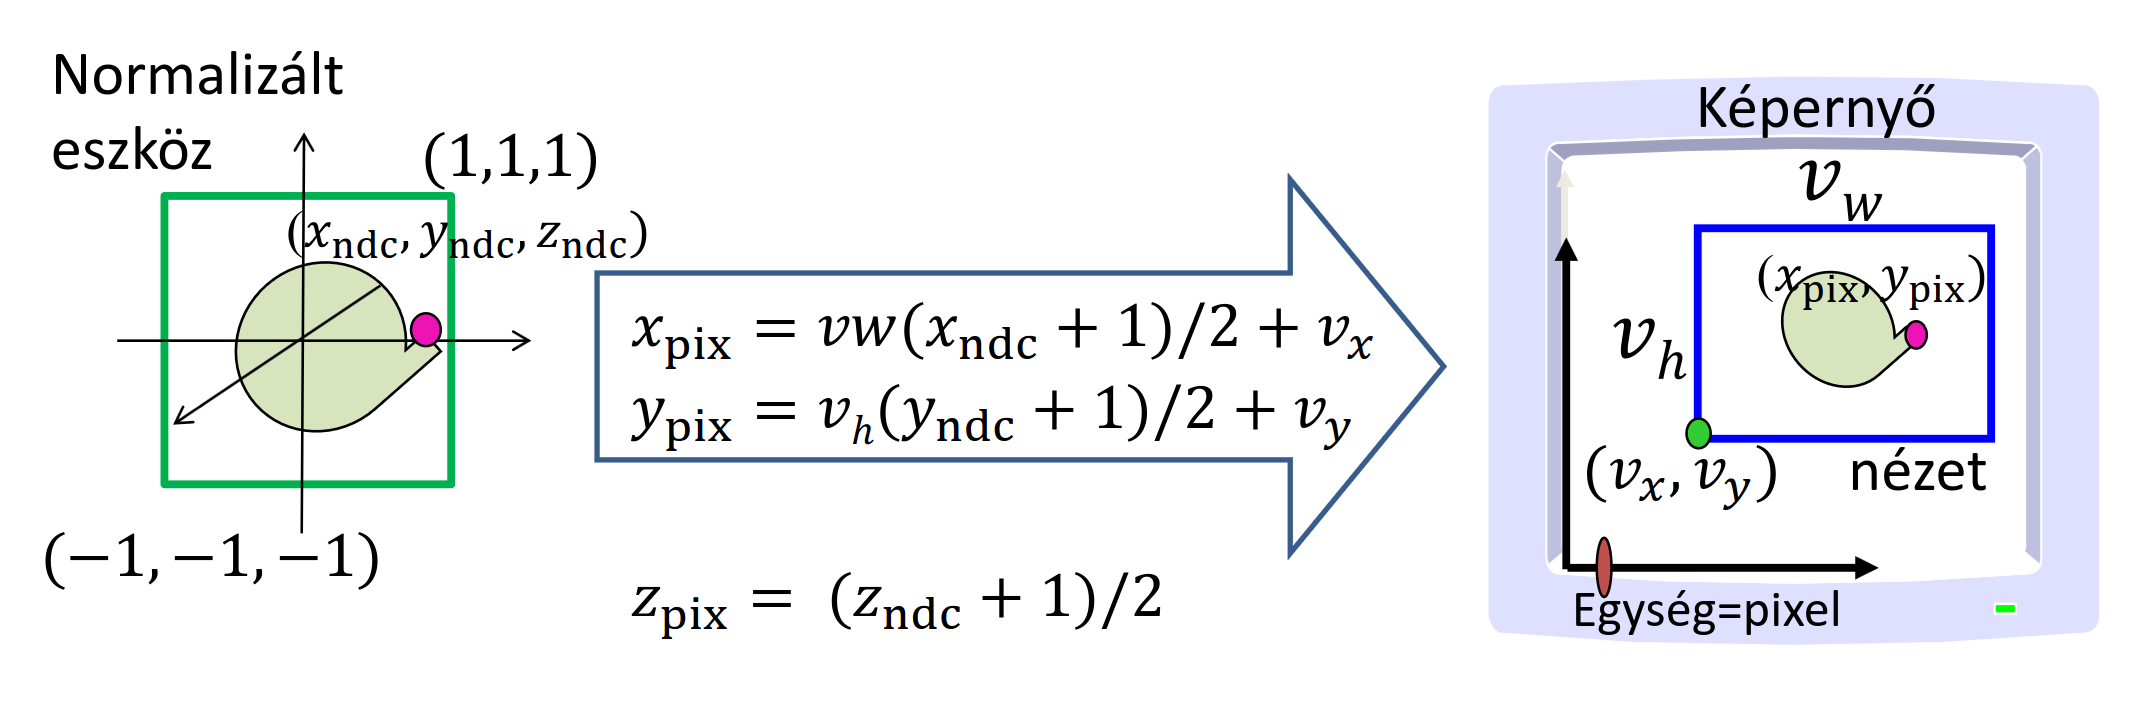 Normalizált
eszköz
(1,1,1)
(x_ndc, y_ndc, z_ndc)
(−1, −1, −1)
x_pix = vw(x_ndc + 1)/2 + v_x
y_pix = v_h(y_ndc + 1)/2 + v_y
z_pix = (z_ndc + 1)/2
Képernyő
v_w
(x_pix, y_pix)
v_h
(v_x, v_y)
nézet
Egység=pixel